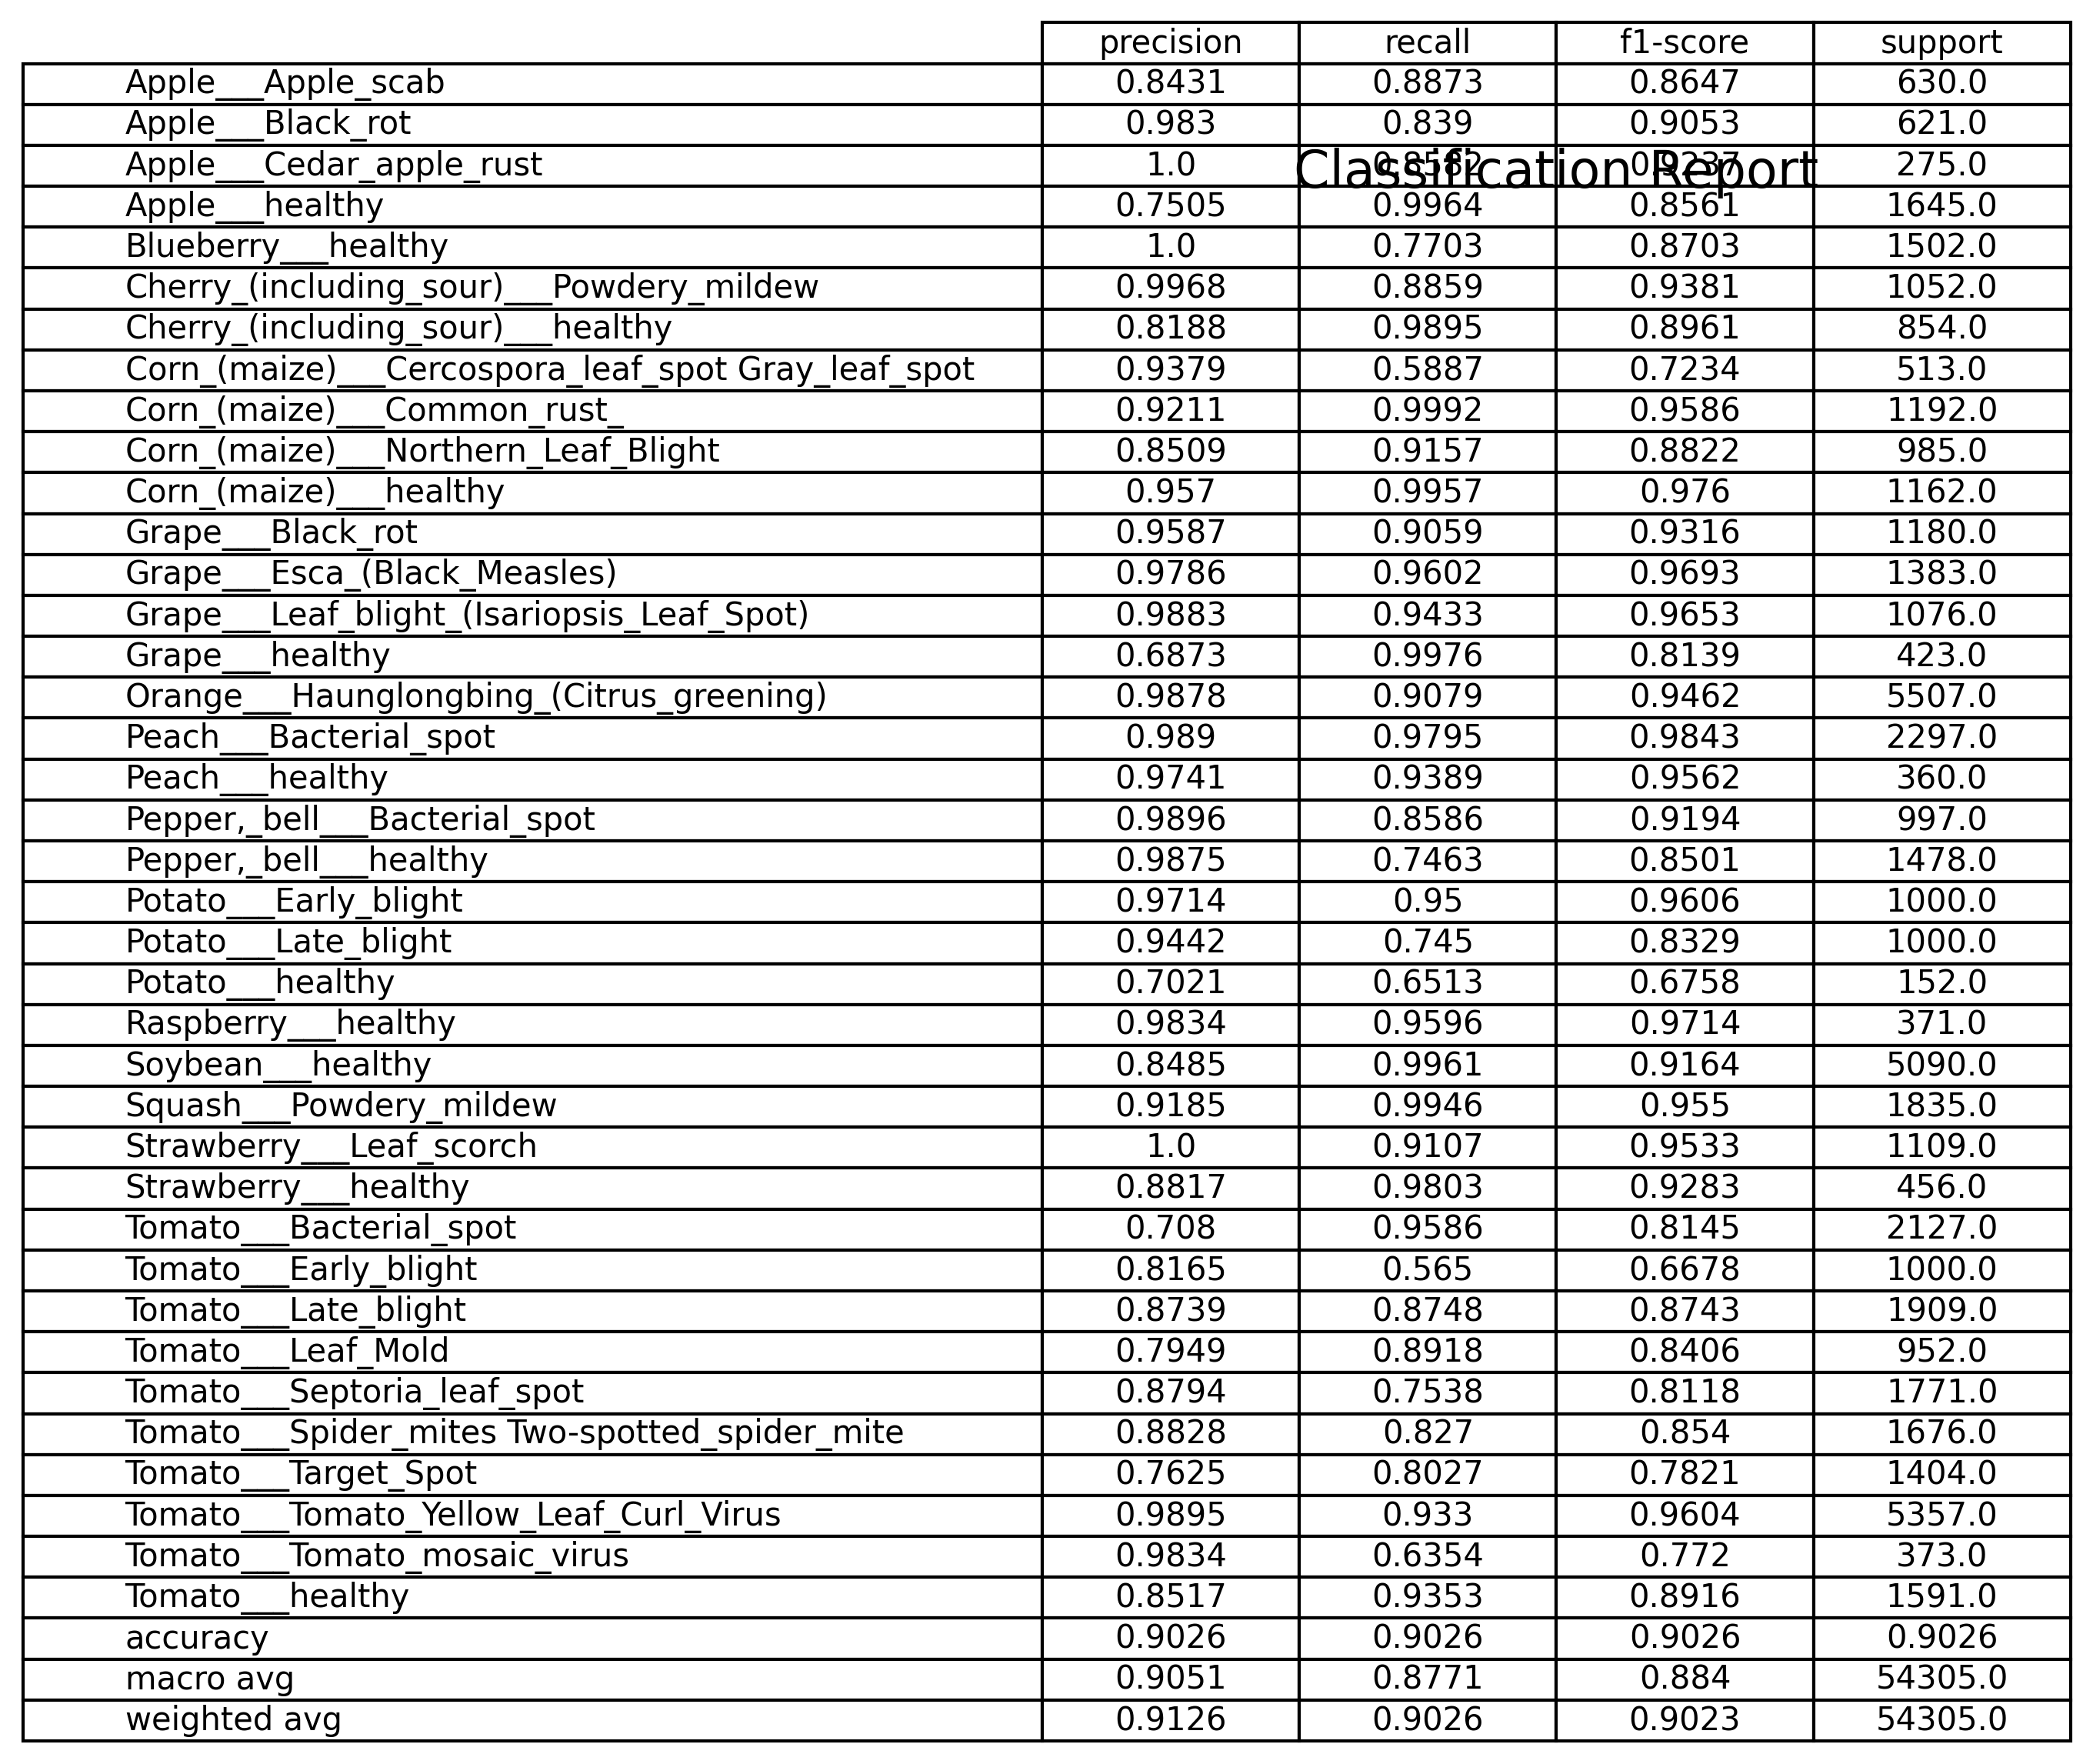 precision recall f1-score support
Apple___Apple_scab 0.8431 0.8873 0.8647 630.0
Apple___Black_rot 0.983 0.839 0.9053 621.0
Apple___Cedar_apple_rust 1.0 0.8582 0.9237 275.0
Classification Report
Apple___healthy 0.7505 0.9964 0.8561 1645.0
Blueberry___healthy 1.0 0.7703 0.8703 1502.0
Cherry_(including_sour)___Powdery_mildew 0.9968 0.8859 0.9381 1052.0
Cherry_(including_sour)___healthy 0.8188 0.9895 0.8961 854.0
Corn_(maize)___Cercospora_leaf_spot Gray_leaf_spot 0.9379 0.5887 0.7234 513.0
Corn_(maize)___Common_rust_ 0.9211 0.9992 0.9586 1192.0
Corn_(maize)___Northern_Leaf_Blight 0.8509 0.9157 0.8822 985.0
Corn_(maize)___healthy 0.957 0.9957 0.976 1162.0
Grape___Black_rot 0.9587 0.9059 0.9316 1180.0
Grape___Esca_(Black_Measles) 0.9786 0.9602 0.9693 1383.0
Grape___Leaf_blight_(Isariopsis_Leaf_Spot) 0.9883 0.9433 0.9653 1076.0
Grape___healthy 0.6873 0.9976 0.8139 423.0
Orange___Haunglongbing_(Citrus_greening) 0.9878 0.9079 0.9462 5507.0
Peach___Bacterial_spot 0.989 0.9795 0.9843 2297.0
Peach___healthy 0.9741 0.9389 0.9562 360.0
Pepper,_bell___Bacterial_spot 0.9896 0.8586 0.9194 997.0
Pepper,_bell___healthy 0.9875 0.7463 0.8501 1478.0
Potato___Early_blight 0.9714 0.95 0.9606 1000.0
Potato___Late_blight 0.9442 0.745 0.8329 1000.0
Potato___healthy 0.7021 0.6513 0.6758 152.0
Raspberry___healthy 0.9834 0.9596 0.9714 371.0
Soybean___healthy 0.8485 0.9961 0.9164 5090.0
Squash___Powdery_mildew 0.9185 0.9946 0.955 1835.0
Strawberry___Leaf_scorch 1.0 0.9107 0.9533 1109.0
Strawberry___healthy 0.8817 0.9803 0.9283 456.0
Tomato___Bacterial_spot 0.708 0.9586 0.8145 2127.0
Tomato___Early_blight 0.8165 0.565 0.6678 1000.0
Tomato___Late_blight 0.8739 0.8748 0.8743 1909.0
Tomato___Leaf_Mold 0.7949 0.8918 0.8406 952.0
Tomato___Septoria_leaf_spot 0.8794 0.7538 0.8118 1771.0
Tomato___Spider_mites Two-spotted_spider_mite 0.8828 0.827 0.854 1676.0
Tomato___Target_Spot 0.7625 0.8027 0.7821 1404.0
Tomato___Tomato_Yellow_Leaf_Curl_Virus 0.9895 0.933 0.9604 5357.0
Tomato___Tomato_mosaic_virus 0.9834 0.6354 0.772 373.0
Tomato___healthy 0.8517 0.9353 0.8916 1591.0
accuracy 0.9026 0.9026 0.9026 0.9026
macro avg 0.9051 0.8771 0.884 54305.0
weighted avg 0.9126 0.9026 0.9023 54305.0